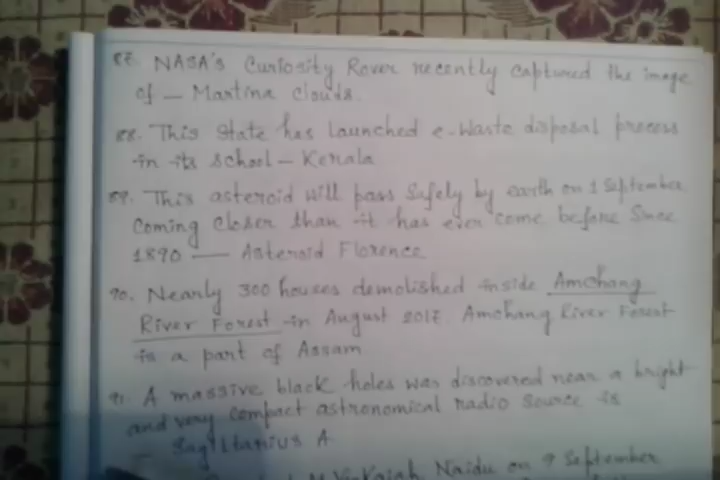 87. NASA's Curiosity Rover recently captured the image
of — Martina Clouds.
88. This State has launched e-waste disposal process
in its school — Kerala
89. This asteroid will pass safely by earth on 1 September
Coming closer than it has ever come before Since
1890 — Asteroid Florence
90. Nearly 300 houses demolished inside Amchang
River Forest in August 2017. Amchang River Forest
is a part of Assam
91. A massive black holes was discovered near a bright
and very compact astronomical radio source is
— Sagittarius A
Naidu on 9 September